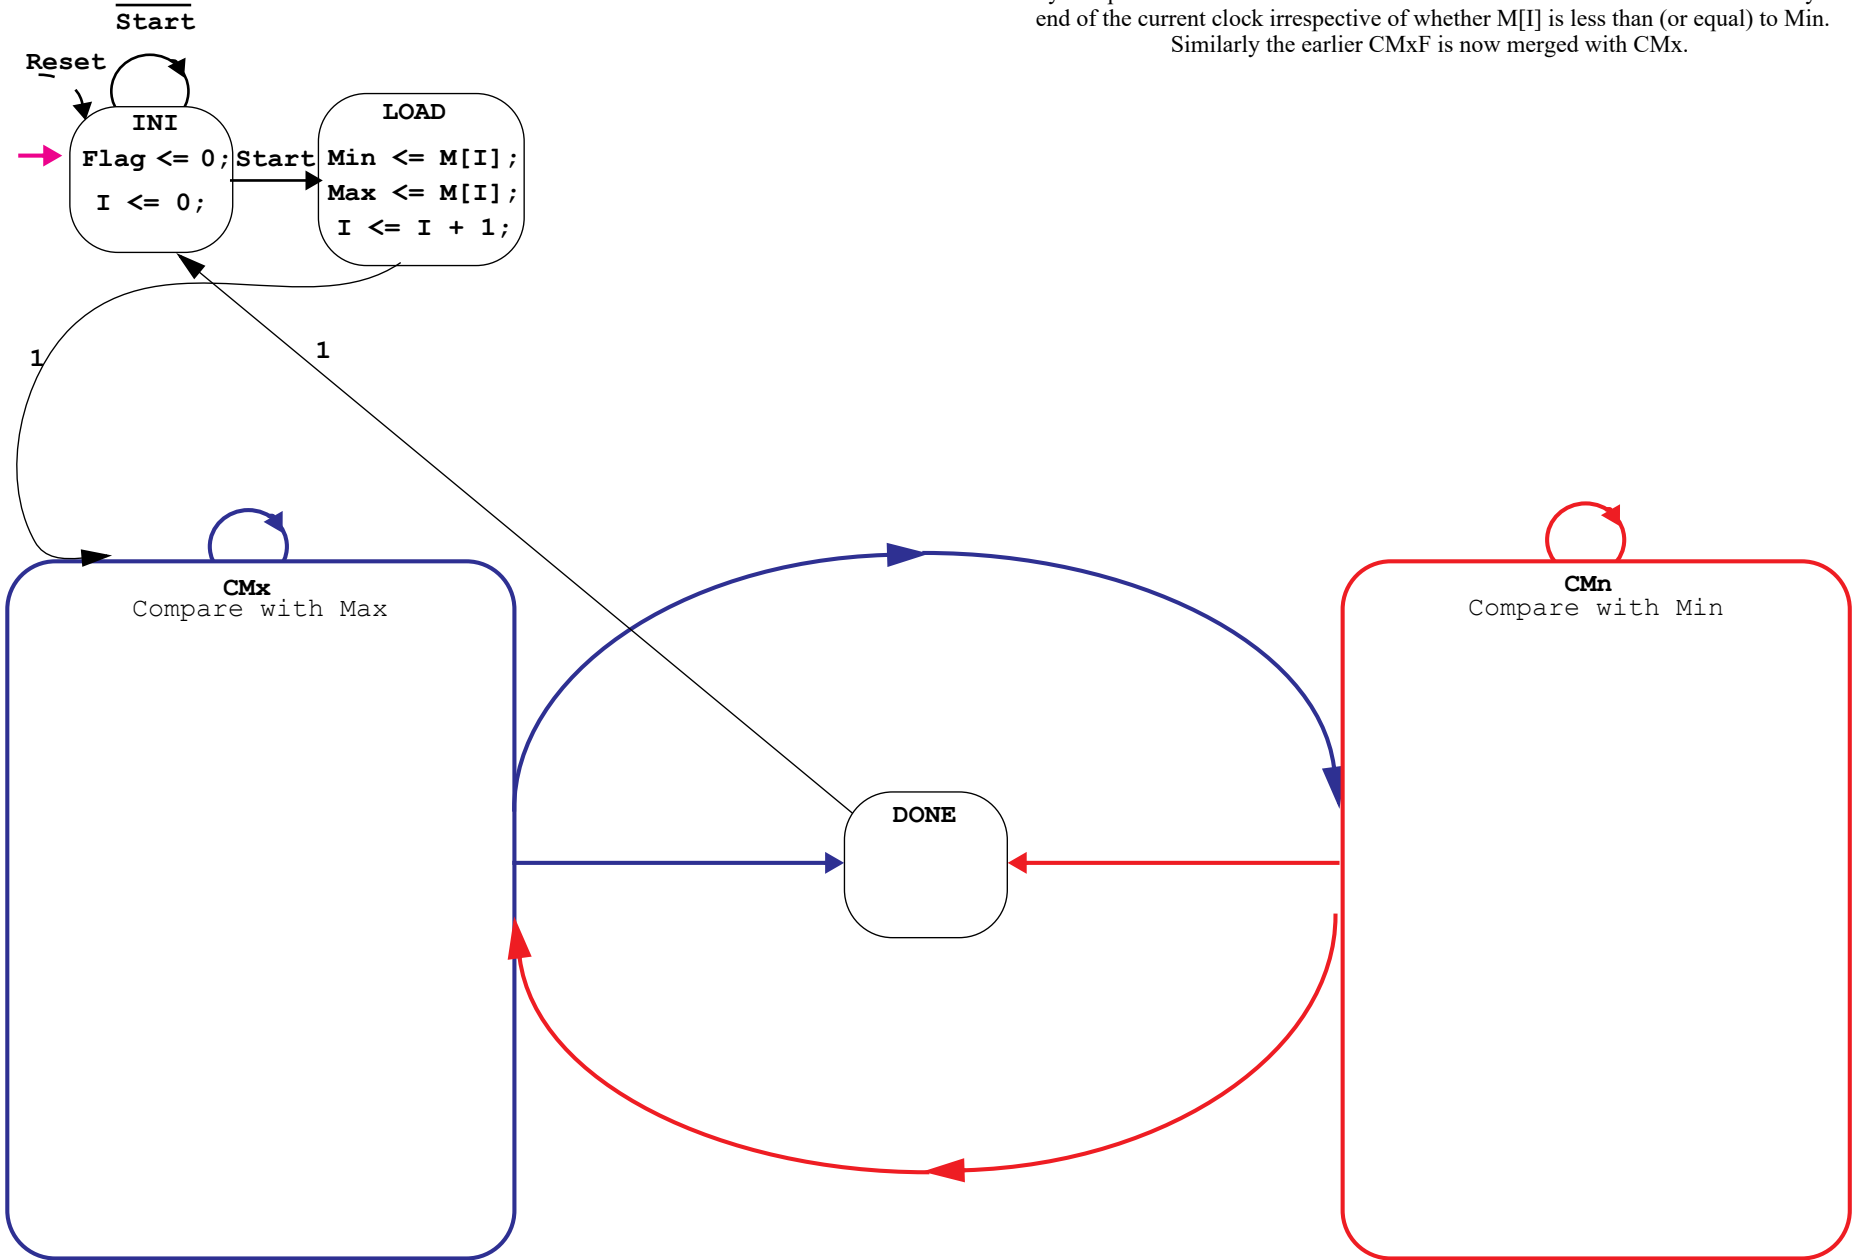 end of the current clock irrespective of whether M[I] is less than (or equal) to Min.
Similarly the earlier CMxF is now merged with CMx.
Start
Reset
INI
Flag <= 0;
I <= 0;
Start
LOAD
Min <= M[I];
Max <= M[I];
I <= I + 1;
1
1
CMx
Compare with Max
CMn
Compare with Min
DONE